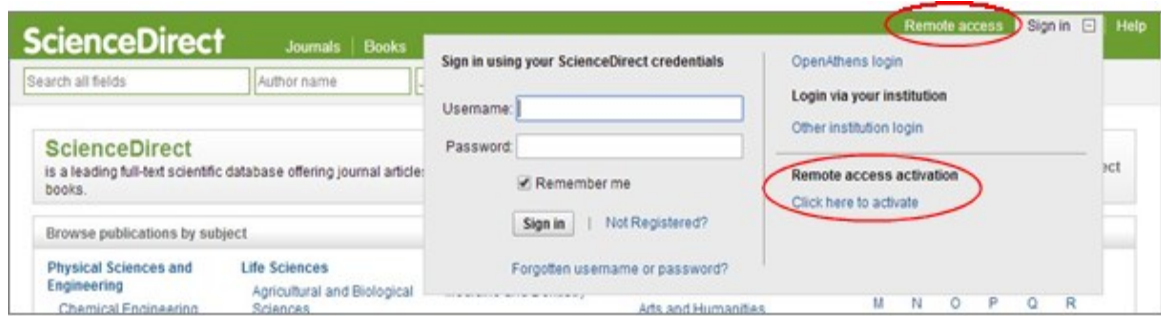 Remote access | Sign in | Help
ScienceDirect Journals | Books
Search all fields
Author name
Sign in using your ScienceDirect credentials
Username:
Password:
Remember me
Sign in | Not Registered?
Forgotten username or password?
OpenAthens login
Login via your institution
Other institution login
Remote access activation
Click here to activate
ScienceDirect
is a leading full-text scientific database offering journal article
books.
Browse publications by subject
Physical Sciences and
Engineering
Chemical Engineering
Life Sciences
Agricultural and Biological
Sciences
Arts and Humanities
M N O P Q R